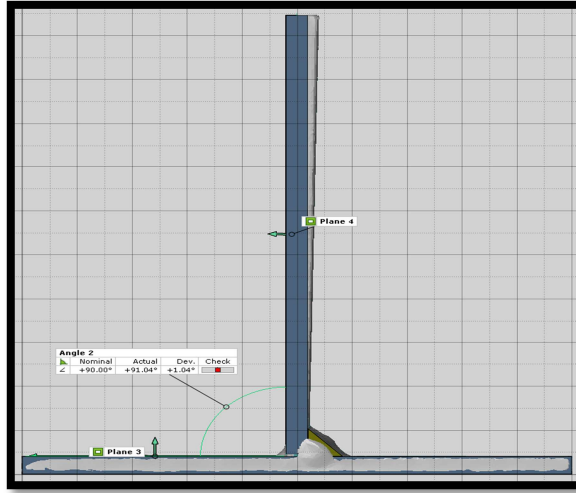 Plane 4
Angle 2
Nominal Actual Dev. Check
+90.00° +91.04° +1.04°
Plane 3